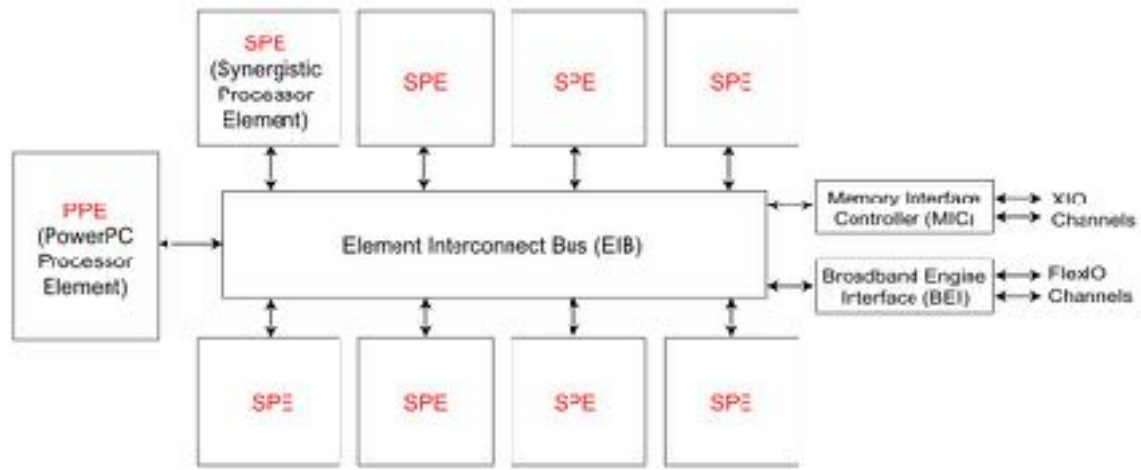 SPE
(Synergistic
Processor
Element)
SPE
SPE
SPE
PPE
(PowerPC
Processor
Element)
Element Interconnect Bus (EIB)
Memory Interface
Controller (MIC)
XIO
Channels
Broadband Engine
Interface (BEI)
FlexIO
Channels
SPE
SPE
SPE
SPE